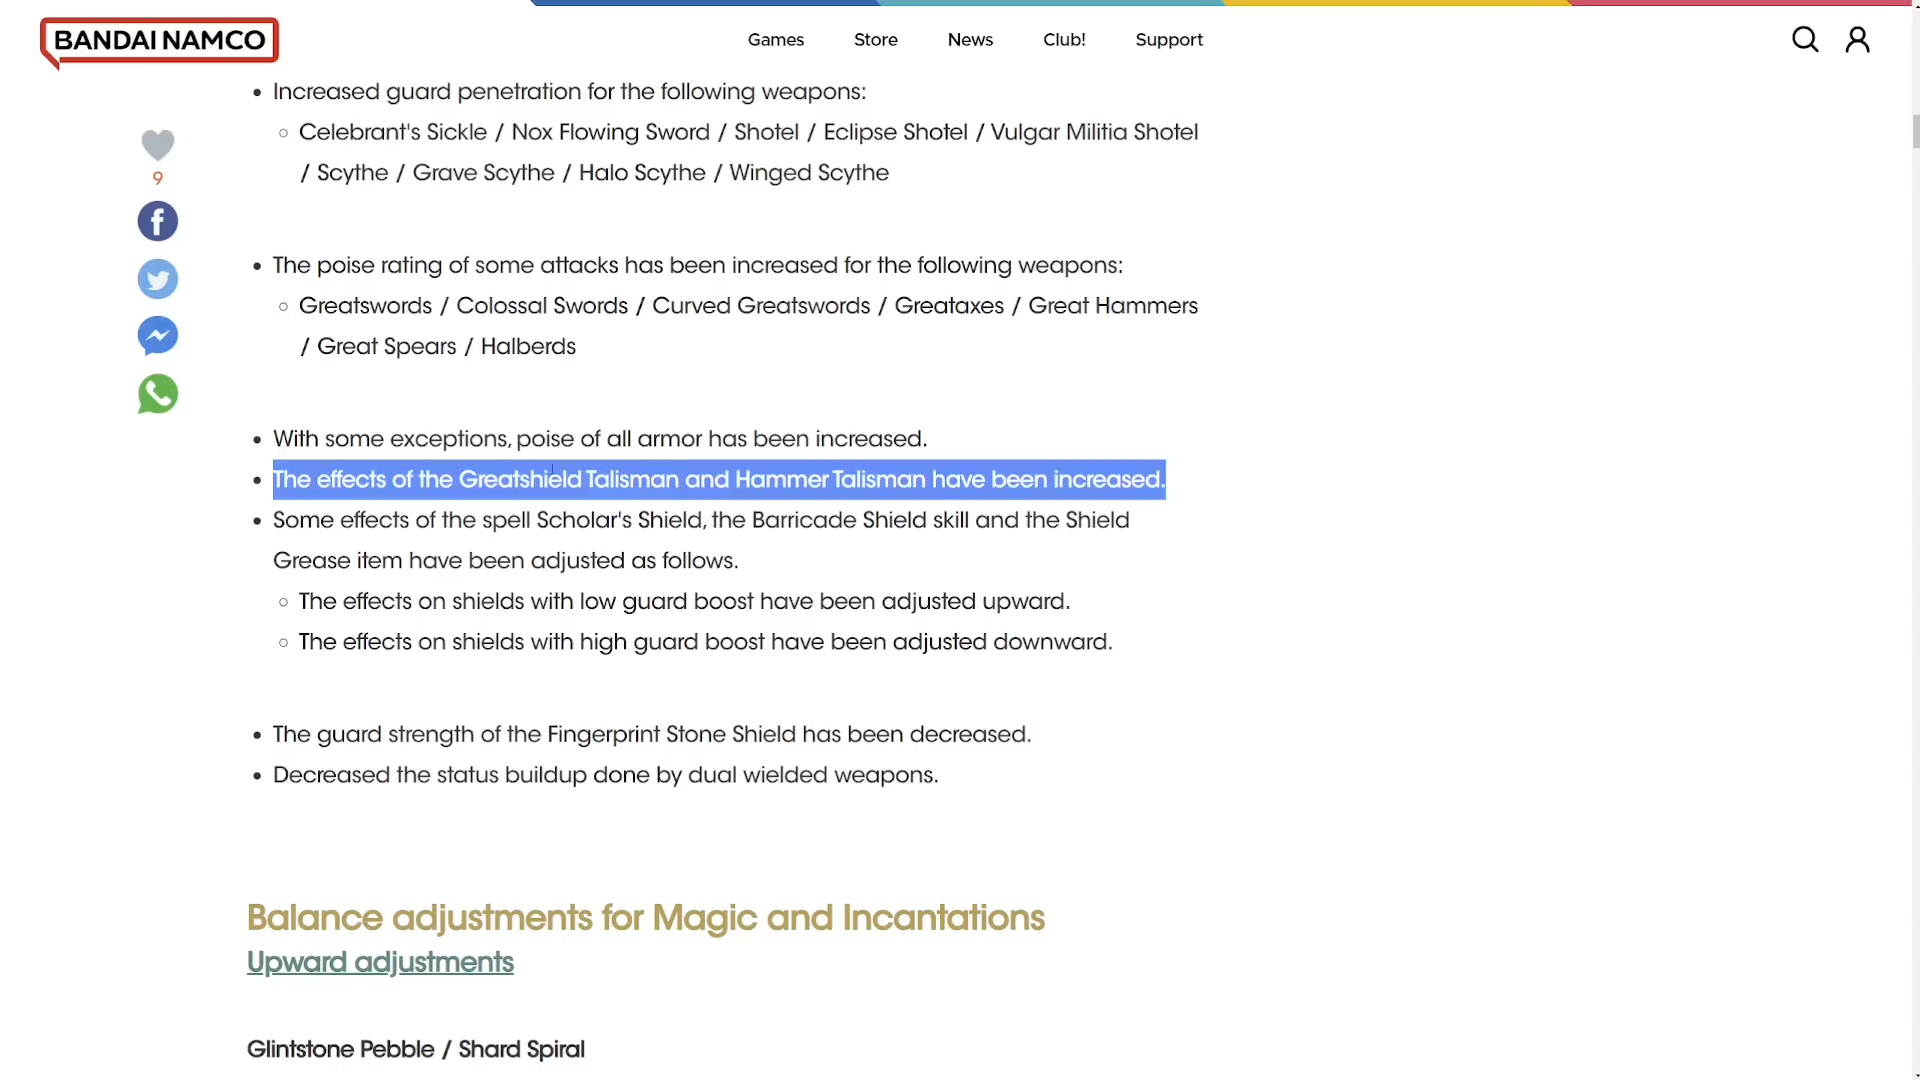 BANDAI NAMCO
Games Store News Club! Support
9
• Increased guard penetration for the following weapons:
○ Celebrant's Sickle / Nox Flowing Sword / Shotel / Eclipse Shotel / Vulgar Militia Shotel
/ Scythe / Grave Scythe / Halo Scythe / Winged Scythe
• The poise rating of some attacks has been increased for the following weapons:
○ Greatswords / Colossal Swords / Curved Greatswords / Greataxes / Great Hammers
/ Great Spears / Halberds
• With some exceptions, poise of all armor has been increased.
• The effects of the Greatshield Talisman and Hammer Talisman have been increased.
• Some effects of the spell Scholar's Shield, the Barricade Shield skill and the Shield
Grease item have been adjusted as follows.
○ The effects on shields with low guard boost have been adjusted upward.
○ The effects on shields with high guard boost have been adjusted downward.
• The guard strength of the Fingerprint Stone Shield has been decreased.
• Decreased the status buildup done by dual wielded weapons.
Balance adjustments for Magic and Incantations
Upward adjustments
Glintstone Pebble / Shard Spiral